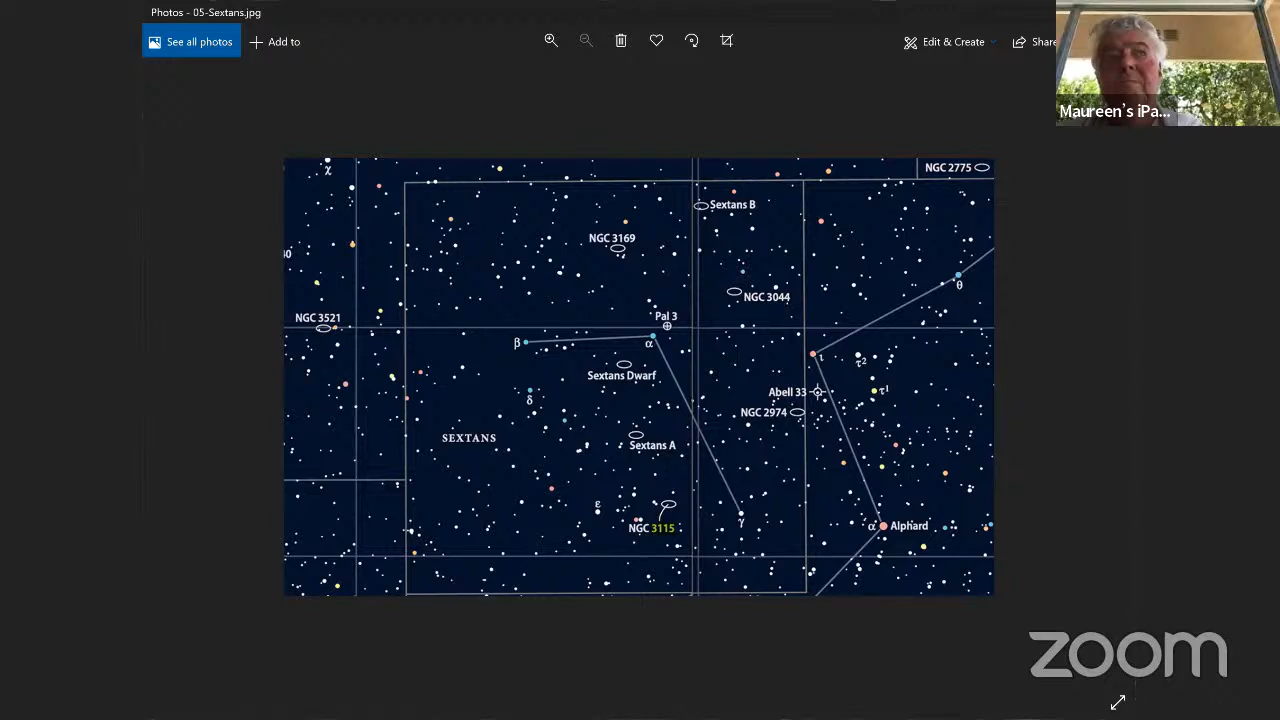 Photos - 05-Sextans.jpg
See all photos
Add to
Edit & Create
Share
Maureen's iPa...
χ
NGC 2775
Sextans B
NGC 3169
40
θ
NGC 3044
NGC 3521
Pal 3
β
α
ι
τ²
Sextans Dwarf
Abell 33
τ¹
δ
NGC 2974
SEXTANS
Sextans A
ε
NGC 3115
γ
α
Alphard
zoom